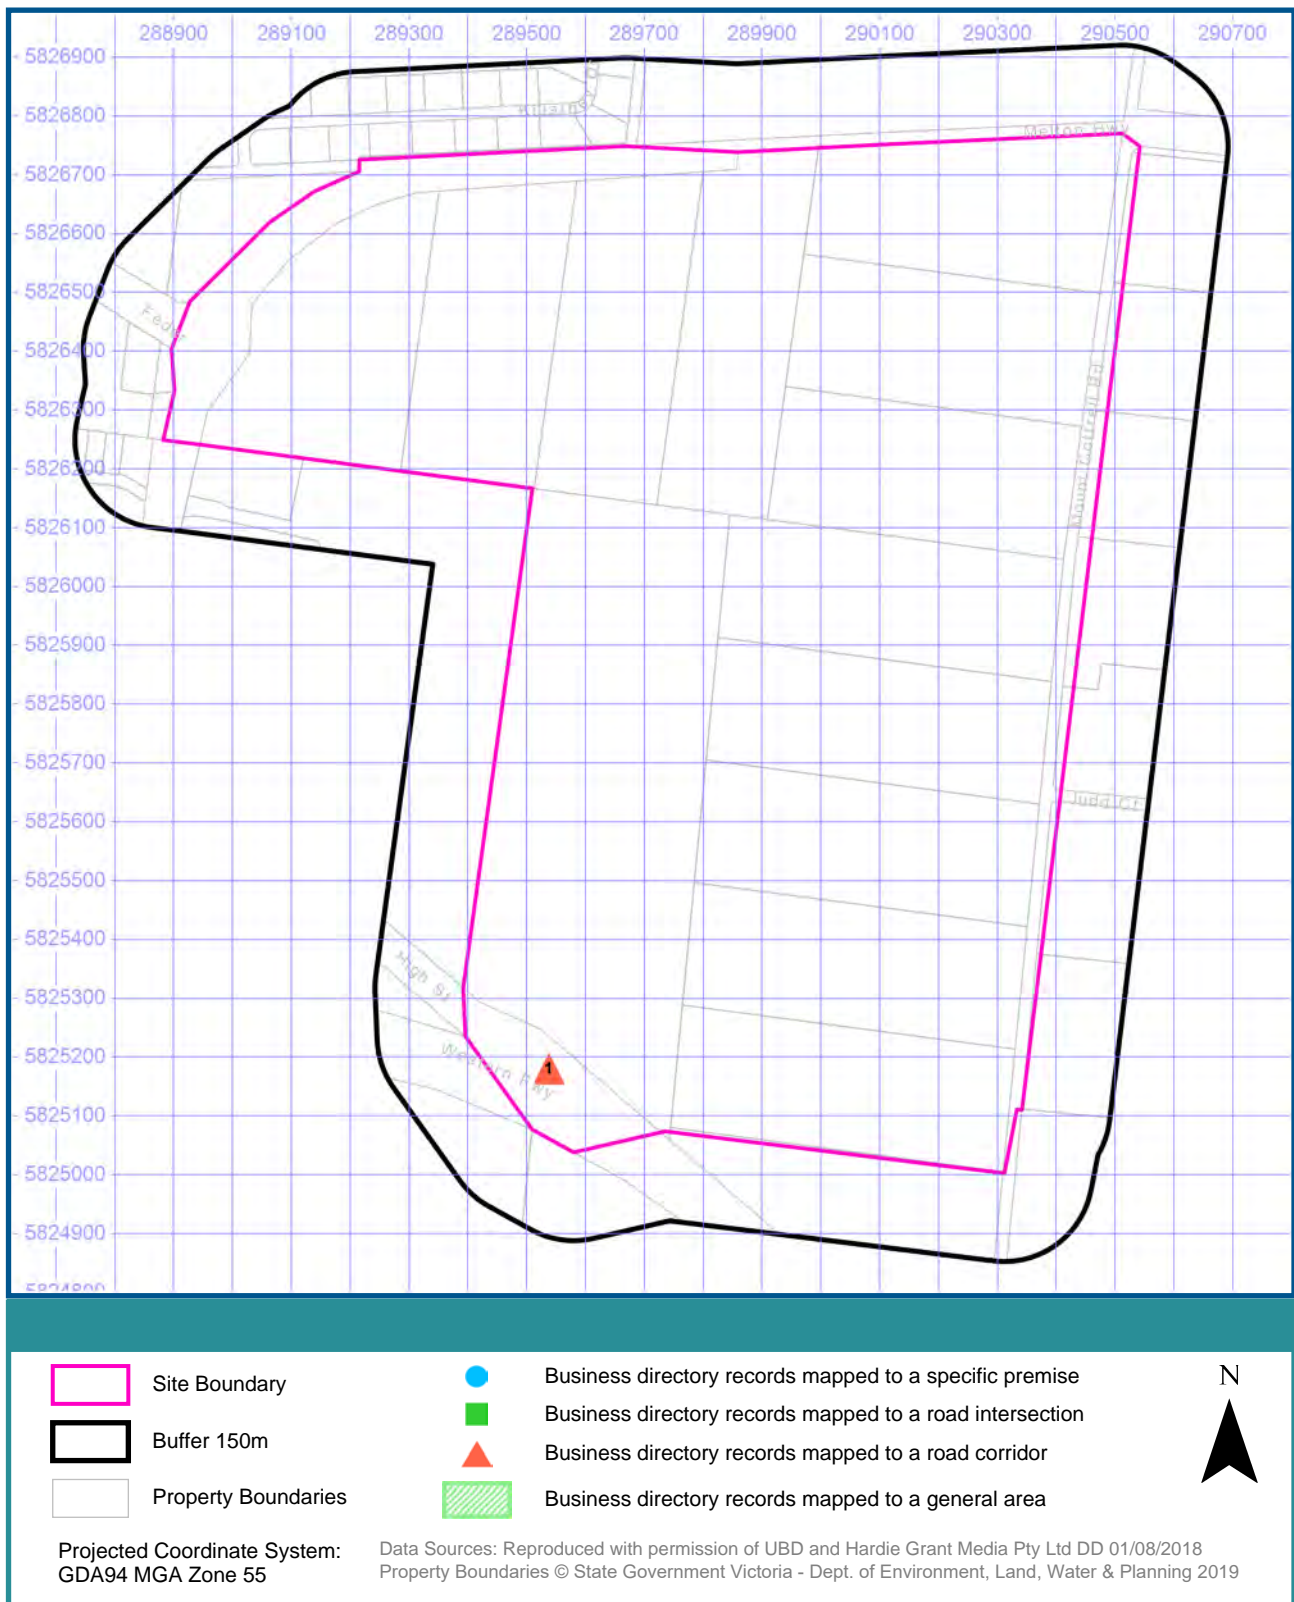 288900 289100 289300 289500 289700 289900 290100 290300 290500 290700
5826900
5826800
Melton Hwy
5826700
5826600
5826500
5826400
5826300
5826200
Mount Cottrell Rd
5826100
5826000
5825900
5825800
5825700
5825600
Judd Ct
5825500
5825400
High St
5825300
5825200
Western Fwy
1
5825100
5825000
5824900
5824800
Site Boundary
Buffer 150m
Property Boundaries
Business directory records mapped to a specific premise
Business directory records mapped to a road intersection
Business directory records mapped to a road corridor
Business directory records mapped to a general area
N
Projected Coordinate System:
GDA94 MGA Zone 55
Data Sources: Reproduced with permission of UBD and Hardie Grant Media Pty Ltd DD 01/08/2018
Property Boundaries © State Government Victoria - Dept. of Environment, Land, Water & Planning 2019